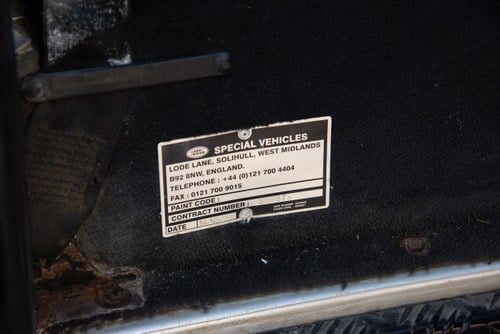 SPECIAL VEHICLES
LODE LANE, SOLIHULL, WEST MIDLANDS
B92 8NW, ENGLAND.
TELEPHONE : +44 (0)121 700 4404
FAX : 0121 700 9015
PAINT CODE :
CONTRACT NUMBER :
DATE